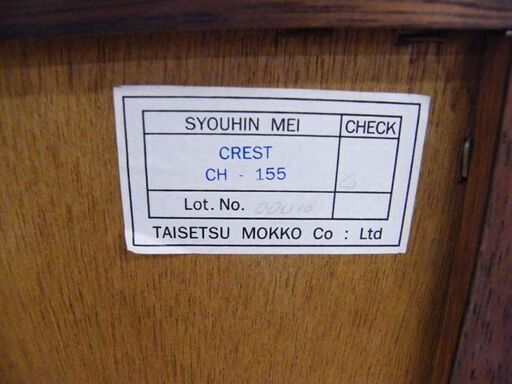 SYOUHIN MEI CHECK
CREST
CH - 155
Lot. No.
TAISETSU MOKKO Co : Ltd